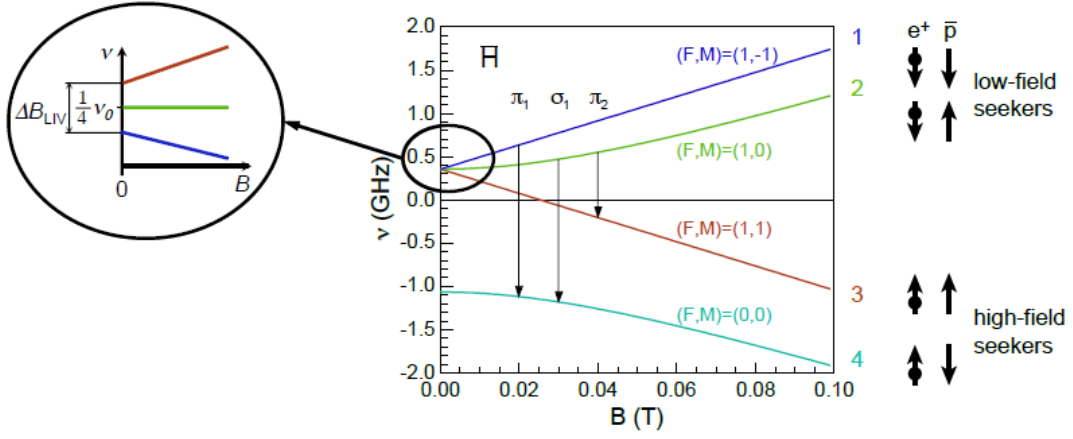 ν
ΔB_LIV
1/4 ν₀
0
B
2.0
1.5
1.0
0.5
0.0
-0.5
-1.0
-1.5
-2.0
ν (GHz)
H̅
(F,M)=(1,-1)
π₁ σ₁ π₂
(F,M)=(1,0)
(F,M)=(1,1)
(F,M)=(0,0)
0.00 0.02 0.04 0.06 0.08 0.10
B (T)
1
2
3
4
e⁺ p̅
low-field
seekers
high-field
seekers